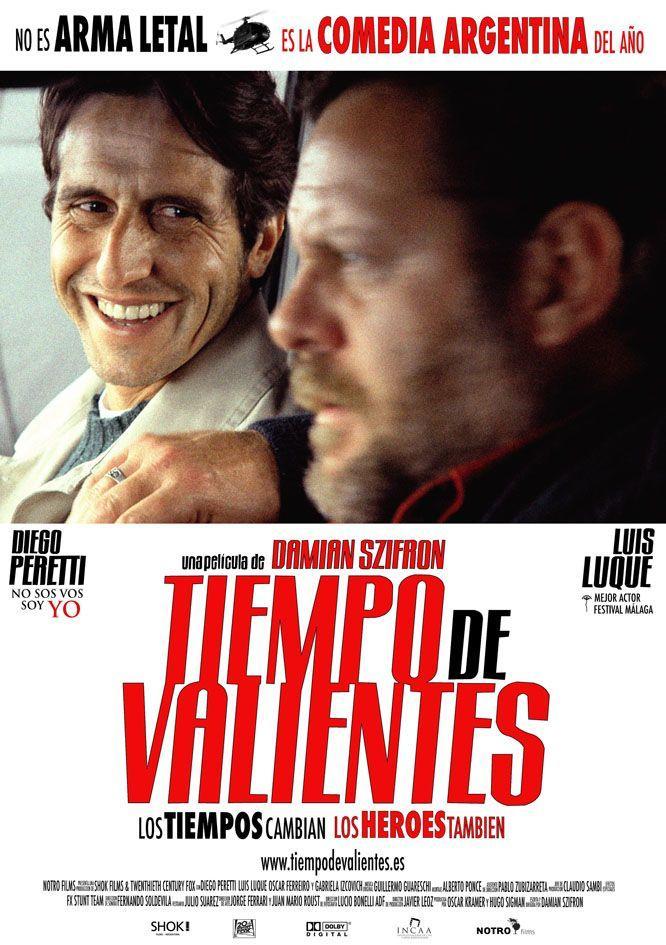 NO ES ARMA LETAL ES LA COMEDIA ARGENTINA DEL AÑO
DIEGO
PERETTI
NO SOS VOS
SOY YO
LUIS
LUQUE
MEJOR ACTOR
FESTIVAL MÁLAGA
una película de DAMIAN SZIFRON
TIEMPO DE
VALIENTES
LOS TIEMPOS CAMBIAN LOS HEROES TAMBIEN
www.tiempodevalientes.es
NOTRO FILMS SHOK FILMS & TWENTHIETH CENTURY FOX DIEGO PERETTI LUIS LUQUE OSCAR FERREIRO Y GABRIELA IZCOVICH GUILLERMO GUARESCHI ALBERTO PONCE PABLO ZUBIZARRETA CLAUDIO SAMBI
FX STUNT TEAM FERNANDO SOLDEVILA JULIO SUAREZ JORGE FERRARI Y JUAN MARIO ROUST LUCIO BONELLI ADF JAVIER LEOZ OSCAR KRAMER Y HUGO SIGMAN DAMIAN SZIFRON
SHOK! DOLBY INCAA NOTRO films
DIGITAL